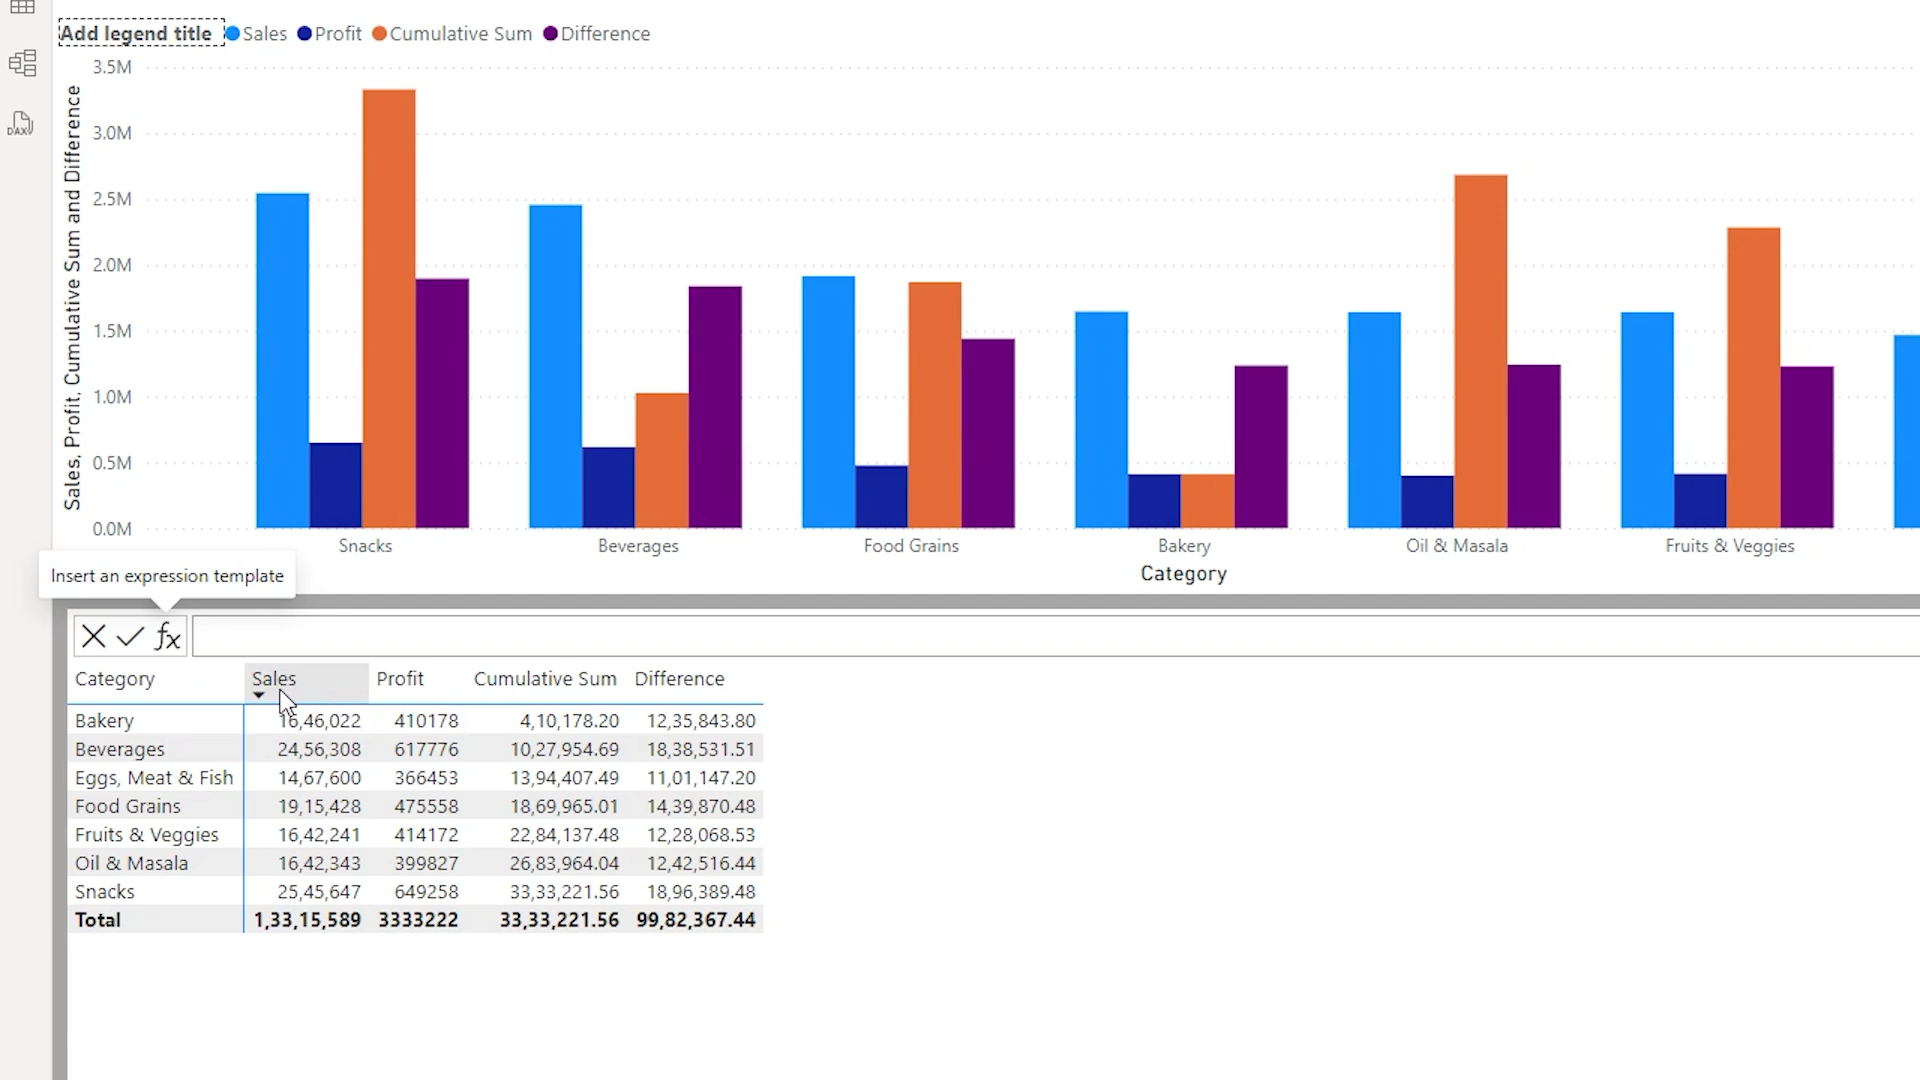 Add legend title Sales Profit Cumulative Sum Difference
Sales, Profit, Cumulative Sum and Difference
3.5M
3.0M
2.5M
2.0M
1.5M
1.0M
0.5M
0.0M
Snacks Beverages Food Grains Bakery Oil & Masala Fruits & Veggies
Category
DAX
Insert an expression template
fx
Category Sales Profit Cumulative Sum Difference
Bakery 16,46,022 410178 4,10,178.20 12,35,843.80
Beverages 24,56,308 617776 10,27,954.69 18,38,531.51
Eggs, Meat & Fish 14,67,600 366453 13,94,407.49 11,01,147.20
Food Grains 19,15,428 475558 18,69,965.01 14,39,870.48
Fruits & Veggies 16,42,241 414172 22,84,137.48 12,28,068.53
Oil & Masala 16,42,343 399827 26,83,964.04 12,42,516.44
Snacks 25,45,647 649258 33,33,221.56 18,96,389.48
Total 1,33,15,589 3333222 33,33,221.56 99,82,367.44